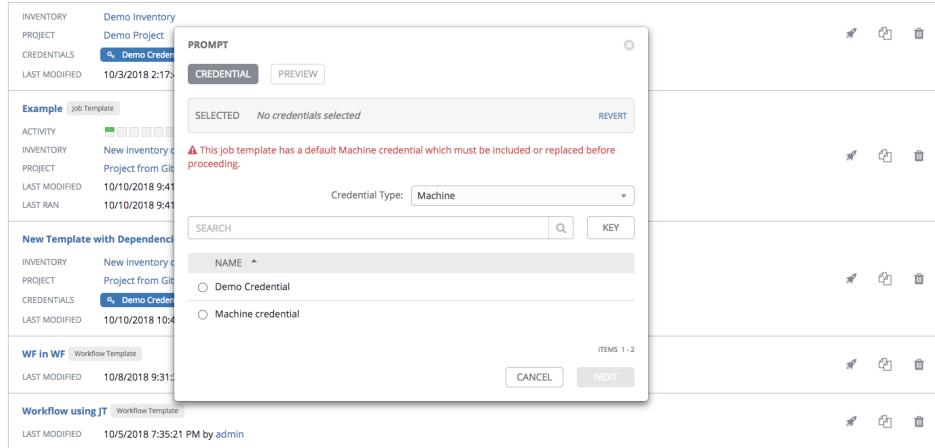 INVENTORY Demo Inventory
PROJECT Demo Project
CREDENTIALS Demo Creden
LAST MODIFIED 10/3/2018 2:17:
Example Job Template
ACTIVITY
INVENTORY New inventory
PROJECT Project from Git
LAST MODIFIED 10/10/2018 9:41
LAST RAN 10/10/2018 9:41
New Template with Dependenci
INVENTORY New inventory
PROJECT Project from Git
CREDENTIALS Demo Creden
LAST MODIFIED 10/10/2018 10:4
WF in WF Workflow Template
LAST MODIFIED 10/8/2018 9:31:
Workflow using JT Workflow Template
LAST MODIFIED 10/5/2018 7:35:21 PM by admin
PROMPT
CREDENTIAL PREVIEW
SELECTED No credentials selected REVERT
This job template has a default Machine credential which must be included or replaced before
proceeding.
Credential Type: Machine
SEARCH KEY
NAME
Demo Credential
Machine credential
ITEMS 1 - 2
CANCEL NEXT